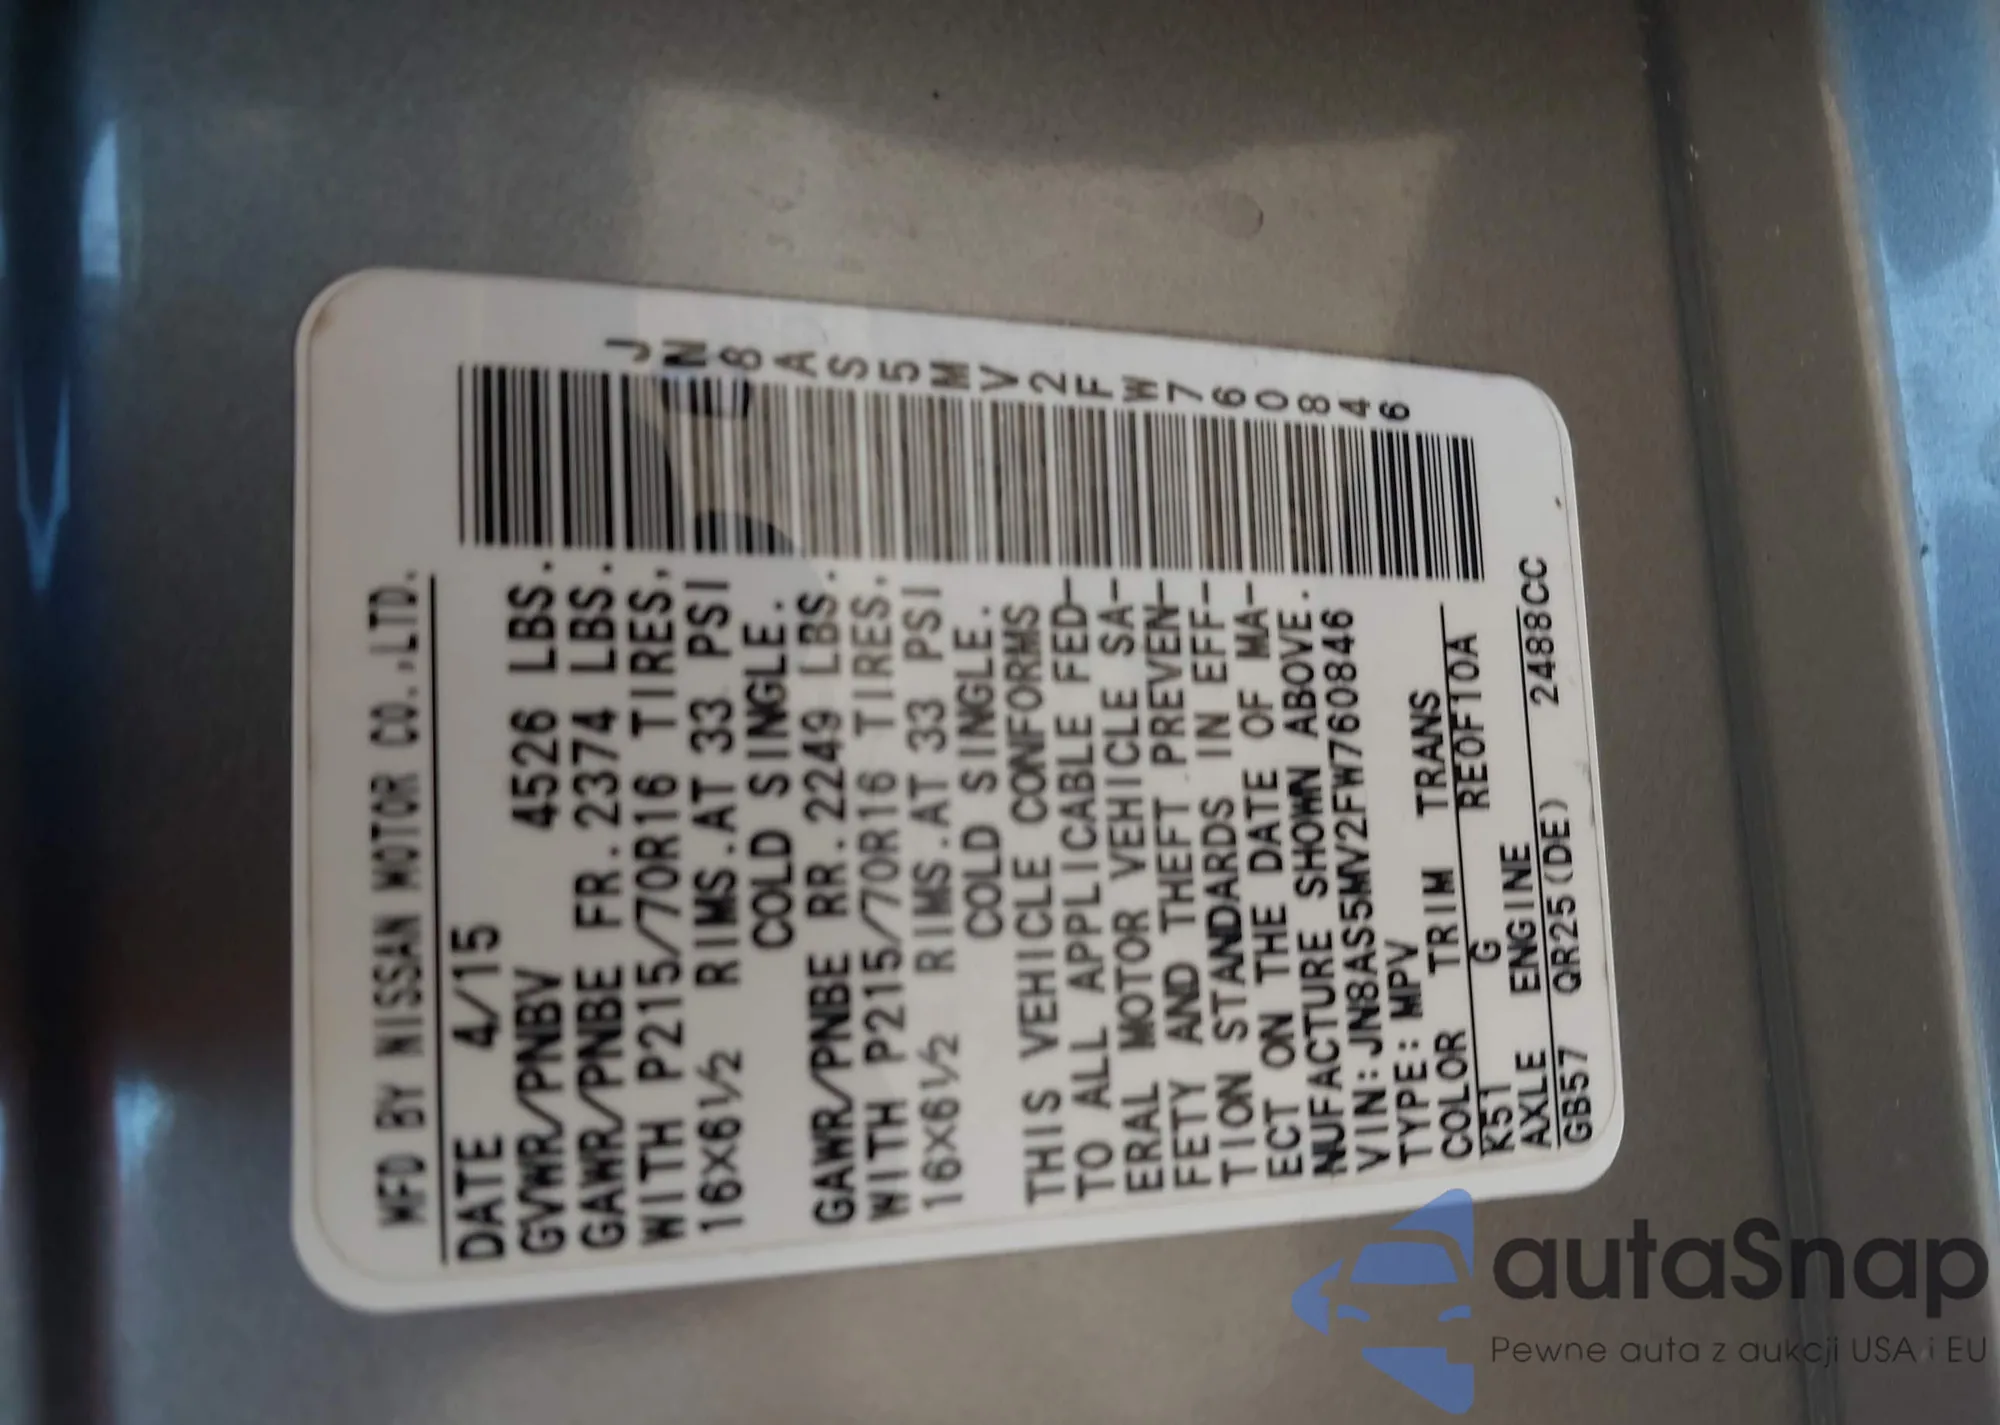 MFD BY NISSAN MOTOR CO.,LTD.
DATE 4/15
GVWR/PNBV 4526 LBS.
GAWR/PNBE FR. 2374 LBS.
WITH P215/70R16 TIRES,
16×6½ RIMS.AT 33 PSI
COLD SINGLE.
GAWR/PNBE RR. 2249 LBS.
WITH P215/70R16 TIRES.
16×6½ RIMS.AT 33 PSI
COLD SINGLE.
THIS VEHICLE CONFORMS
TO ALL APPLICABLE FED-
ERAL MOTOR VEHICLE SA-
FETY AND THEFT PREVEN-
TION STANDARDS IN EFF-
ECT ON THE DATE OF MA-
NUFACTURE SHOWN ABOVE.
VIN:JN8AS5MV2FW760846
TYPE: MPV
COLOR TRIM TRANS
K51 G RE0F10A
AXLE ENGINE
GB57 QR25(DE) 2488CC
JN8AS5MV2FW760846
autaSnap
Pewne auta z aukcji USA i EU